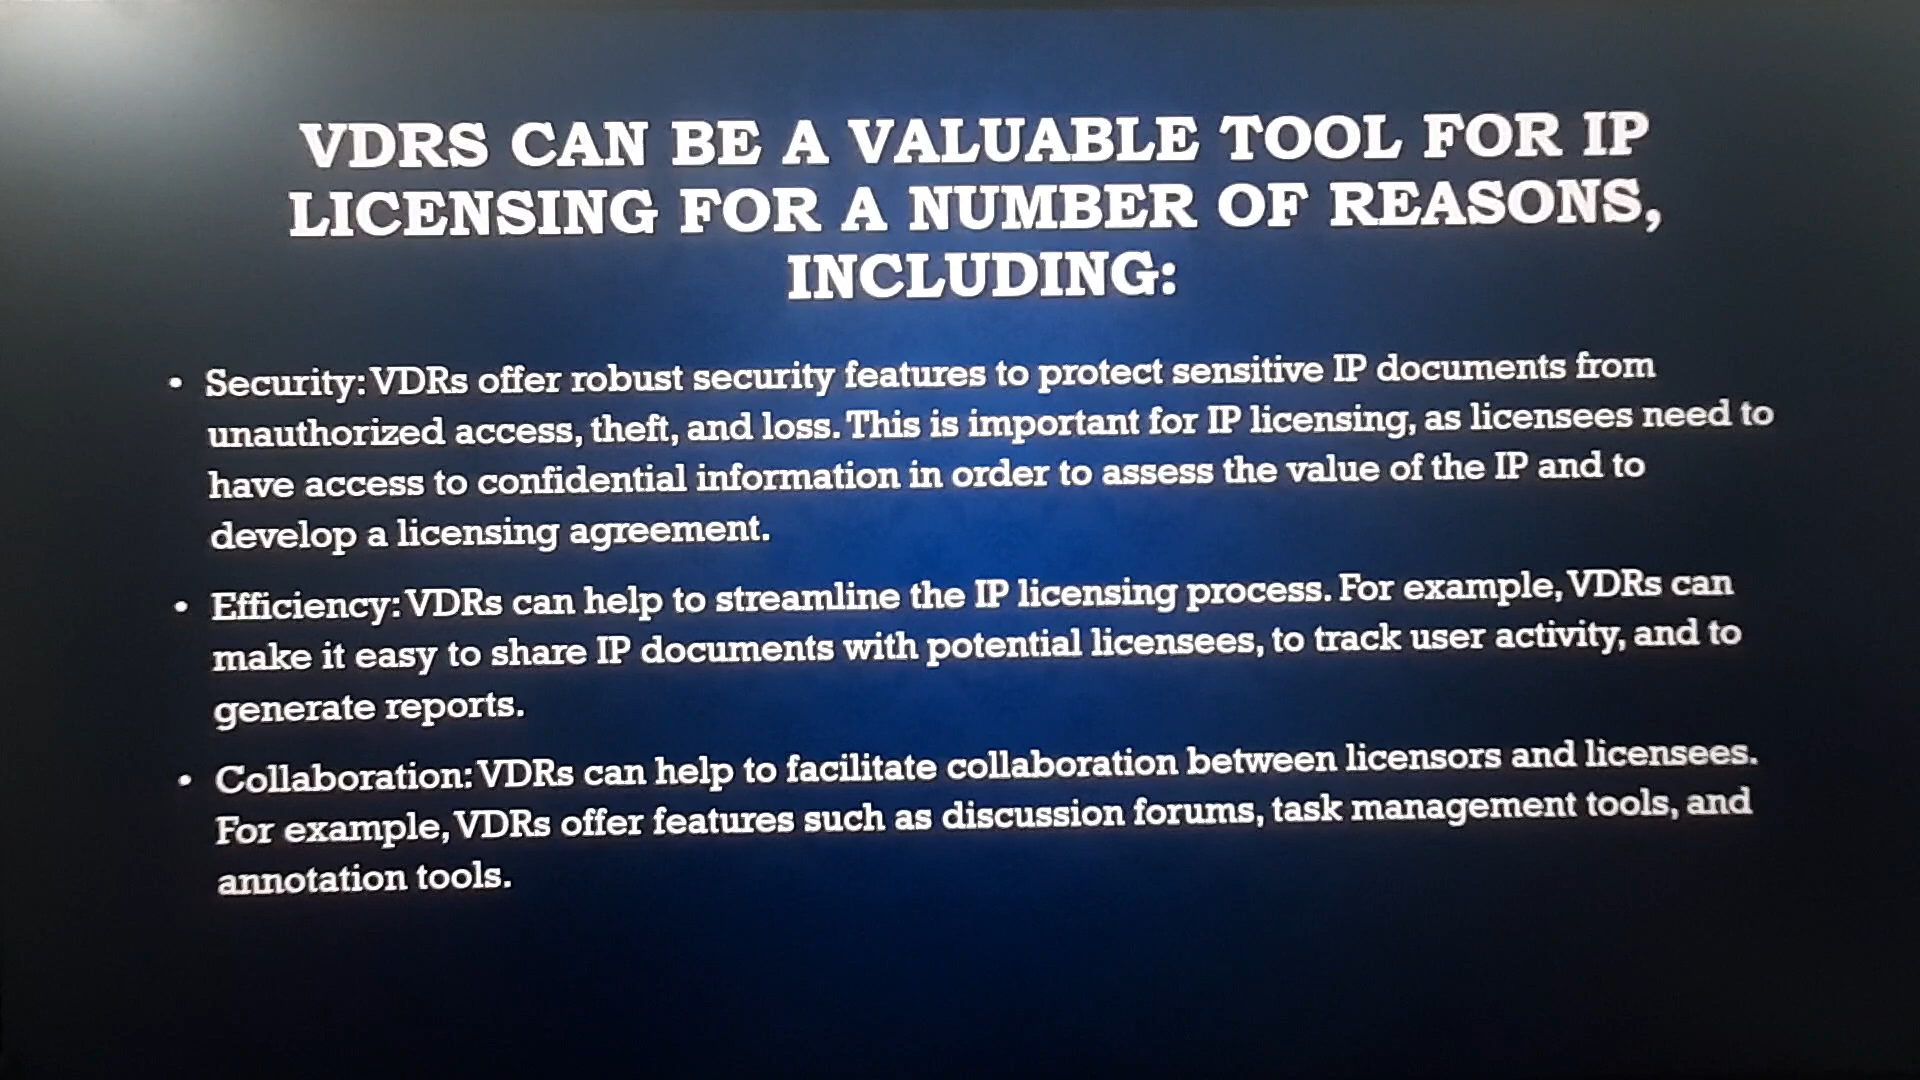 VDRS CAN BE A VALUABLE TOOL FOR IP
LICENSING FOR A NUMBER OF REASONS,
INCLUDING:
• Security: VDRs offer robust security features to protect sensitive IP documents from
unauthorized access, theft, and loss. This is important for IP licensing, as licensees need to
have access to confidential information in order to assess the value of the IP and to
develop a licensing agreement.
• Efficiency: VDRs can help to streamline the IP licensing process. For example, VDRs can
make it easy to share IP documents with potential licensees, to track user activity, and to
generate reports.
• Collaboration: VDRs can help to facilitate collaboration between licensors and licensees.
For example, VDRs offer features such as discussion forums, task management tools, and
annotation tools.